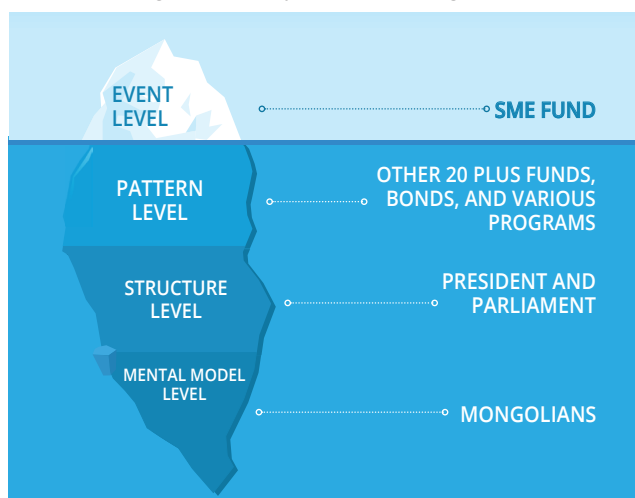 EVENT
LEVEL
SME FUND
PATTERN
LEVEL
OTHER 20 PLUS FUNDS,
BONDS, AND VARIOUS
PROGRAMS
STRUCTURE
LEVEL
PRESIDENT AND
PARLIAMENT
MENTAL MODEL
LEVEL
MONGOLIANS